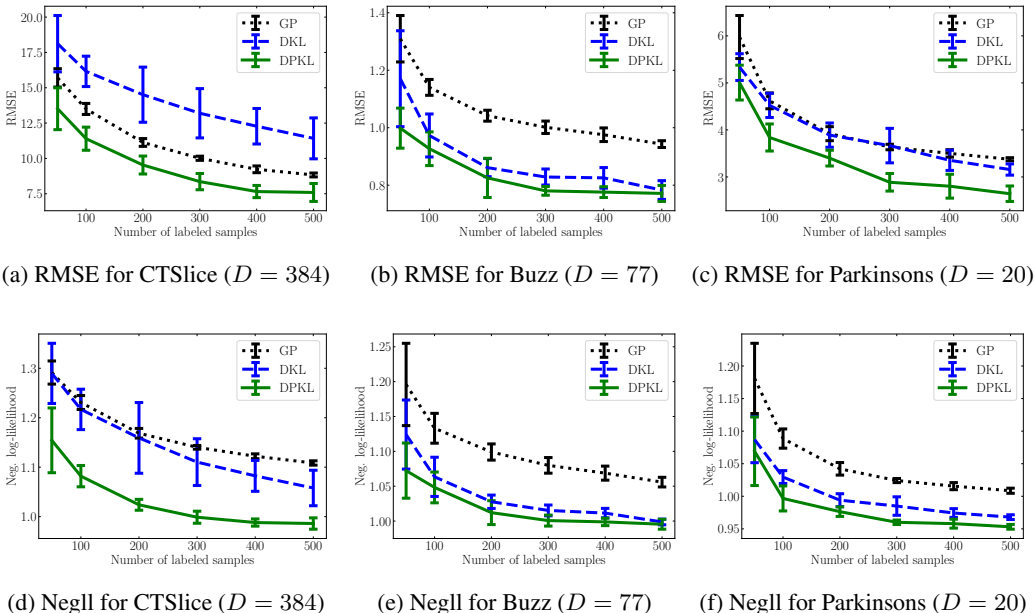 20.0
17.5
15.0
12.5
10.0
7.5
RMSE
GP
DKL
DPKL
100 200 300 400 500
Number of labeled samples
(a) RMSE for CTSlice (D = 384)
1.4
1.2
1.0
0.8
RMSE
GP
DKL
DPKL
100 200 300 400 500
Number of labeled samples
(b) RMSE for Buzz (D = 77)
6
5
4
3
RMSE
GP
DKL
DPKL
100 200 300 400 500
Number of labeled samples
(c) RMSE for Parkinsons (D = 20)
1.3
1.2
1.1
1.0
Neg. log-likelihood
GP
DKL
DPKL
100 200 300 400 500
Number of labeled samples
(d) Negll for CTSlice (D = 384)
1.25
1.20
1.15
1.10
1.05
1.00
Neg. log-likelihood
GP
DKL
DPKL
100 200 300 400 500
Number of labeled samples
(e) Negll for Buzz (D = 77)
1.20
1.15
1.10
1.05
1.00
0.95
Neg. log-likelihood
GP
DKL
DPKL
100 200 300 400 500
Number of labeled samples
(f) Negll for Parkinsons (D = 20)